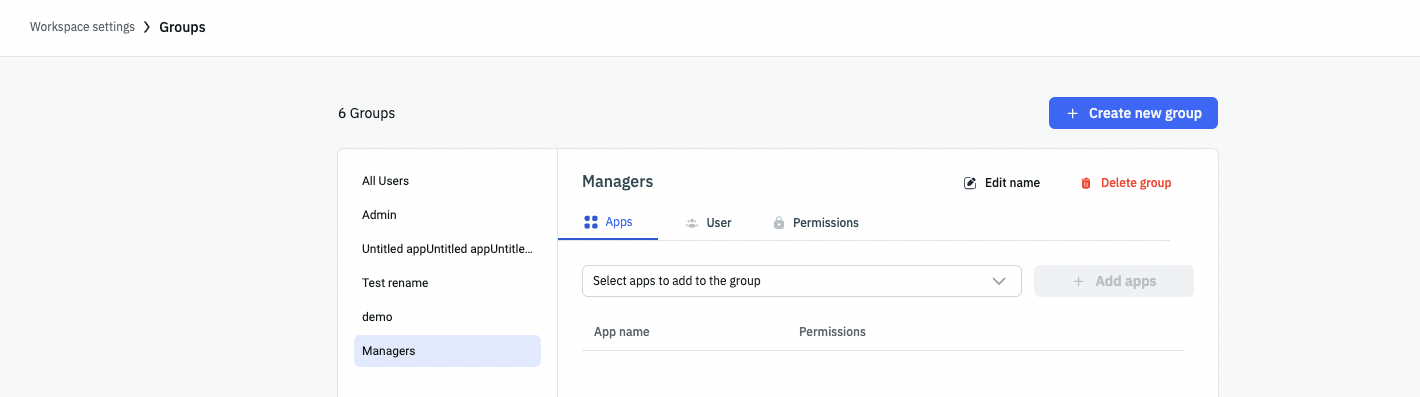 Workspace settings > Groups
6 Groups
+ Create new group
All Users
Admin
Untitled appUntitled appUntitle...
Test rename
demo
Managers
Managers
Edit name
Delete group
Apps
User
Permissions
Select apps to add to the group
+ Add apps
App name
Permissions